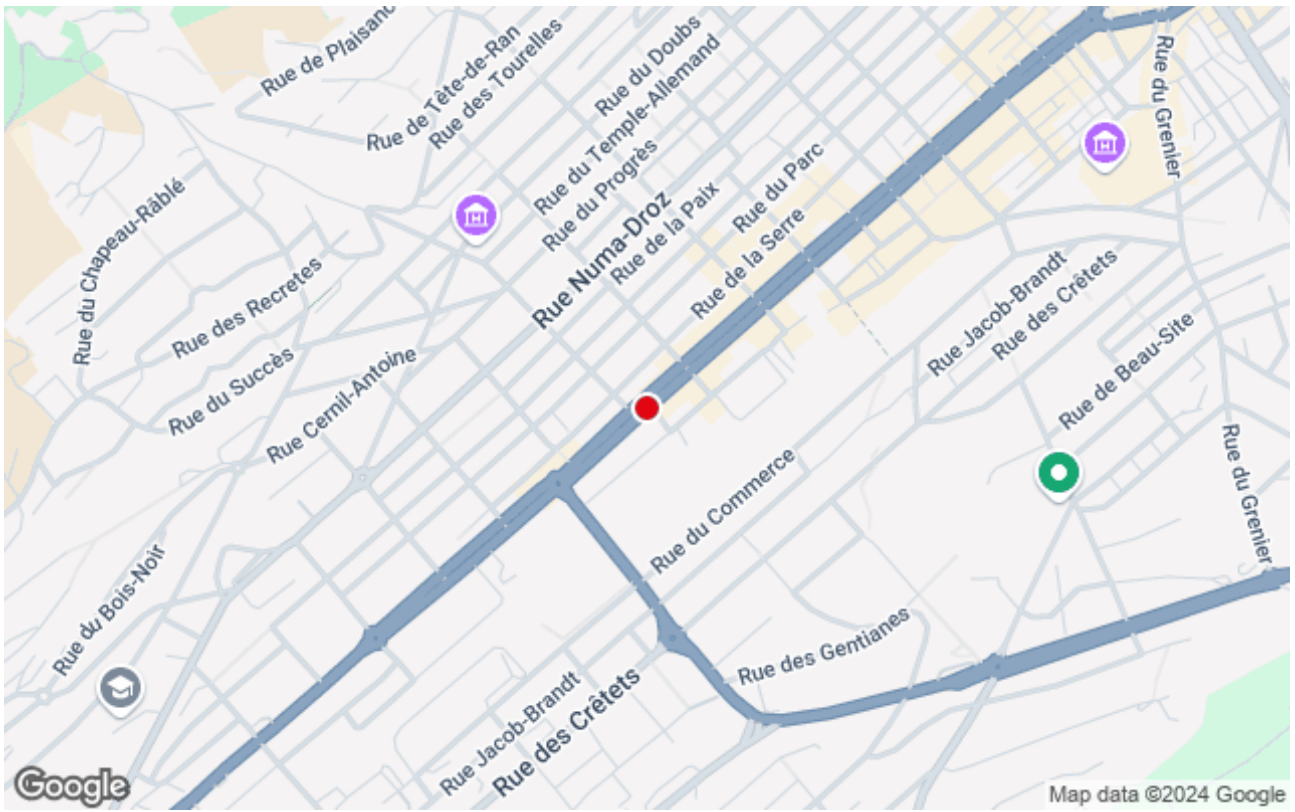 Rue de Plaisanc
Rue de Tête-de-Ran
Rue des Tourelles
Rue du Doubs
Rue du Temple-Allemand
Rue du Progrès
Rue Numa-Droz
Rue de la Paix
Rue du Parc
Rue de la Serre
Rue du Grenier
Rue du Chapeau-Râblé
Rue des Recretes
Rue du Succès
Rue Cernil-Antoine
Rue Jacob-Brandt
Rue des Crêtets
Rue de Beau-Site
Rue du Grenier
Rue du Commerce
Rue du Bois-Noir
Rue des Gentianes
Rue Jacob-Brandt
Rue des Crêtets
Google
Map data ©2024 Google